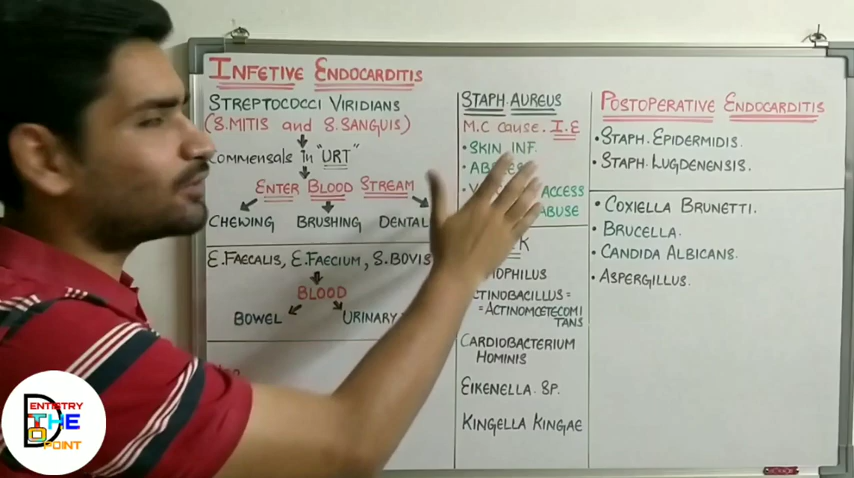 INFETIVE ENDOCARDITIS
STREPTOCOCCI VIRIDIANS
(S.MITIS and S.SANGUIS)
COMMENSALS In "URT"
ENTER BLOOD STREAM
CHEWING BRUSHING DENTAL
E.FAECALIS, E.FAECIUM, S.BOVIS
BLOOD
BOWEL URINARY
STAPH. AUREUS
M.C cause. I.E
• SKIN INF.
ACCESS
ABUSE
CTINOBACILLUS =
= ACTINOMCETECOMI
TANS
CARDIOBACTERIUM
HOMINIS
EIKENELLA. SP.
KINGELLA KINGAE
POSTOPERATIVE ENDOCARDITIS
• STAPH. EPIDERMIDIS.
• STAPH. LUGDENENSIS.
• COXIELLA BRUNETTI.
• BRUCELLA.
• CANDIDA ALBICANS.
• ASPERGILLUS.
DENTISTRY
THE
TO
POINT